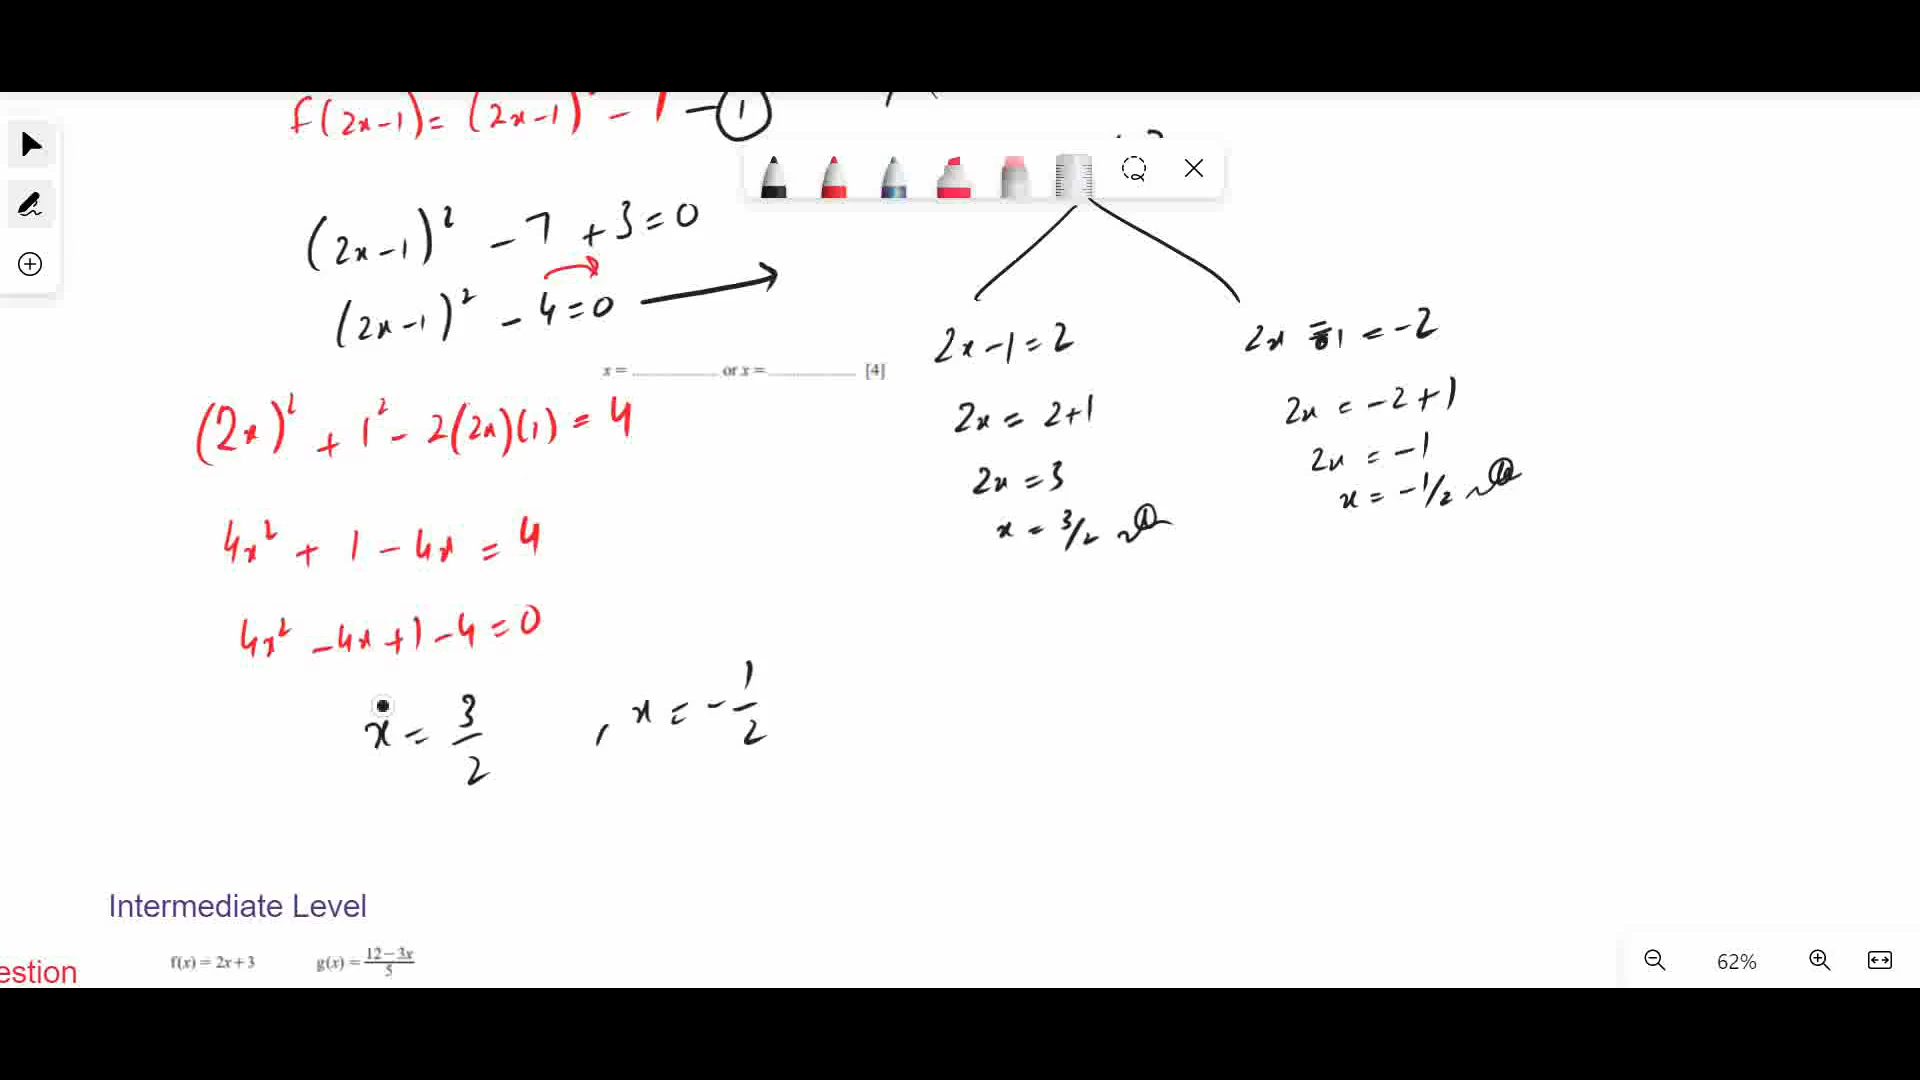 f(2x-1)= (2x-1)² - 7 - ①
(2x-1)² - 7 + 3 = 0
(2x-1)² - 4 = 0
x = ........ or x = ........ [4]
(2x)² + 1² - 2(2x)(1) = 4
4x² + 1 - 4x = 4
4x² - 4x + 1 - 4 = 0
x = 3/2 , x = - 1/2
2x-1 = 2
2x = 2+1
2x = 3
x = 3/2
2x - 1 = -2
2x = -2+1
2x = -1
x = -1/2
Intermediate Level
estion
f(x) = 2x+3 g(x) = 12-3x/5
62%